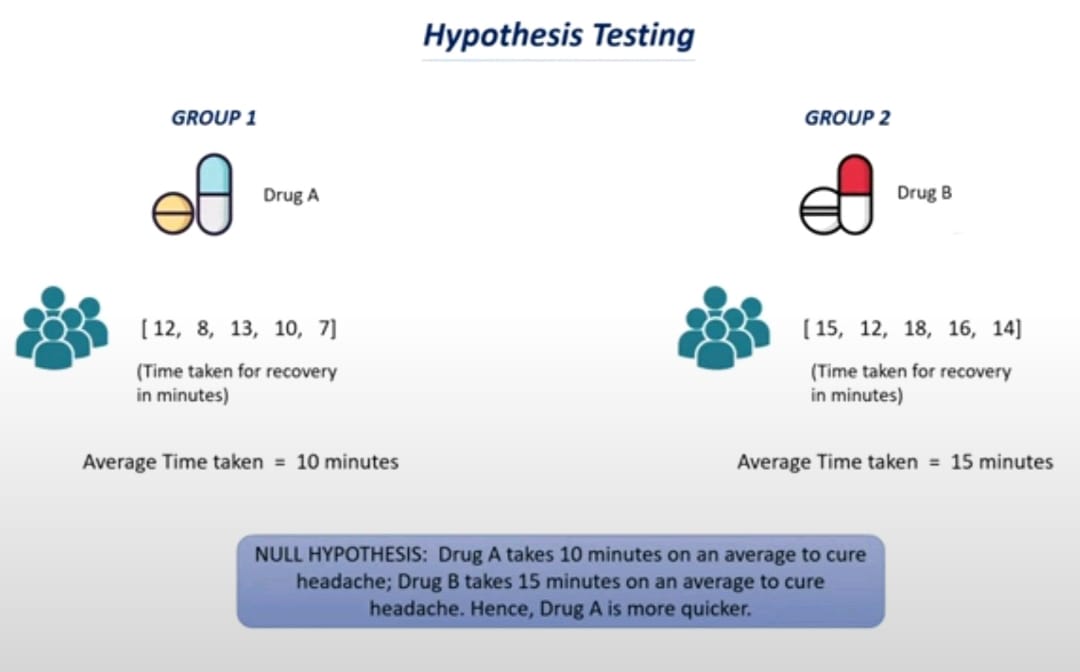 Hypothesis Testing
GROUP 1
GROUP 2
Drug A
Drug B
[ 12, 8, 13, 10, 7]
[ 15, 12, 18, 16, 14]
(Time taken for recovery
in minutes)
(Time taken for recovery
in minutes)
Average Time taken = 10 minutes
Average Time taken = 15 minutes
NULL HYPOTHESIS: Drug A takes 10 minutes on an average to cure
headache; Drug B takes 15 minutes on an average to cure
headache. Hence, Drug A is more quicker.